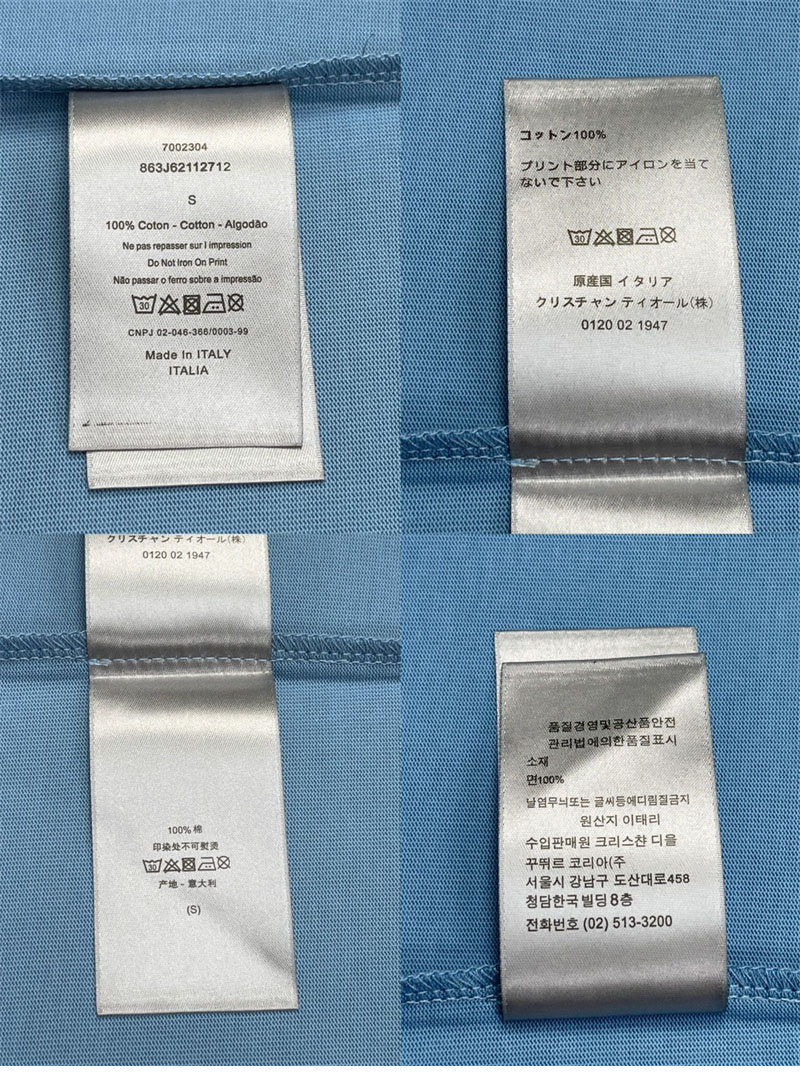 7002304
863J62112712
S
100% Coton - Cotton - Algodão
Ne pas repasser sur l impression
Do Not Iron On Print
Não passar o ferro sobre a impressão
30
CNPJ 02-046-366/0003-99
Made In ITALY
ITALIA
コットン100%
プリント部分にアイロンを当て
ないで下さい
30
原産国 イタリア
クリスチャン ティオール(株)
0120 02 1947
クリスチャン ティオール(株)
0120 02 1947
100% 棉
印染处不可熨烫
30
产地 - 意大利
(S)
품질경영및공산품안전
관리법에의한품질표시
소재
면100%
날염무늬또는 글씨등에디림질금지
원산지 이태리
수입판매원 크리스챤 디올
꾸뛰르 코리아(주
서울시 강남구 도산대로458
청담한국빌딩8층
전화번호 (02) 513-3200